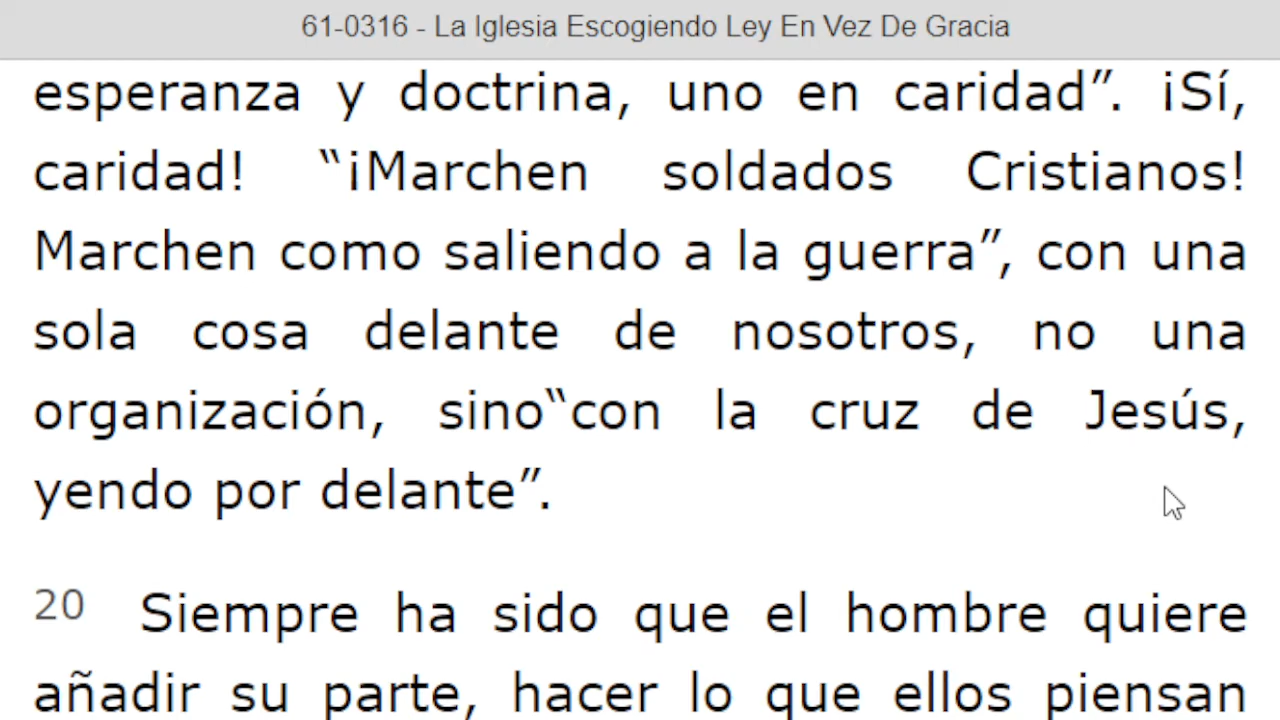 61-0316 - La Iglesia Escogiendo Ley En Vez De Gracia
esperanza y doctrina, uno en caridad”. ¡Sí,
caridad! “¡Marchen soldados Cristianos!
Marchen como saliendo a la guerra”, con una
sola cosa delante de nosotros, no una
organización, sino“con la cruz de Jesús,
yendo por delante”.
20 Siempre ha sido que el hombre quiere
añadir su parte, hacer lo que ellos piensan